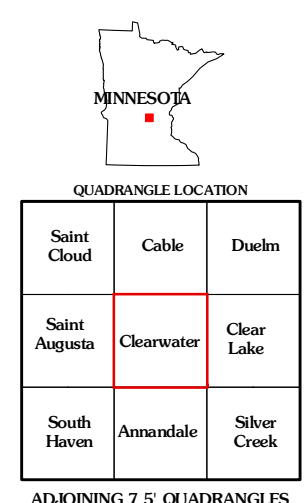 MINNESOTA
QUADRANGLE LOCATION
Saint
Cloud
Cable
Duelm
Saint
Augusta
Clearwater
Clear
Lake
South
Haven
Annandale
Silver
Creek
ADJOINING 7.5' QUADRANGLES